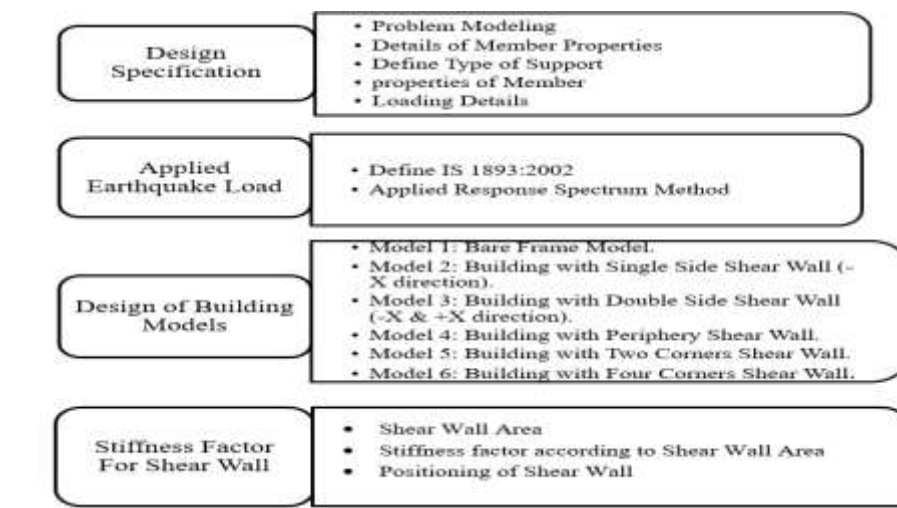 Design
Specification
• Problem Modeling
• Details of Member Properties
• Define Type of Support
• properties of Member
• Loading Details
Applied
Earthquake Load
• Define IS 1893:2002
• Applied Response Spectrum Method
Design of Building
Models
• Model 1: Bare Frame Model.
• Model 2: Building with Single Side Shear Wall (-
X direction).
• Model 3: Building with Double Side Shear Wall
(-X & +X direction).
• Model 4: Building with Periphery Shear Wall.
• Model 5: Building with Two Corners Shear Wall.
• Model 6: Building with Four Corners Shear Wall.
Stiffness Factor
For Shear Wall
• Shear Wall Area
• Stiffness factor according to Shear Wall Area
• Positioning of Shear Wall